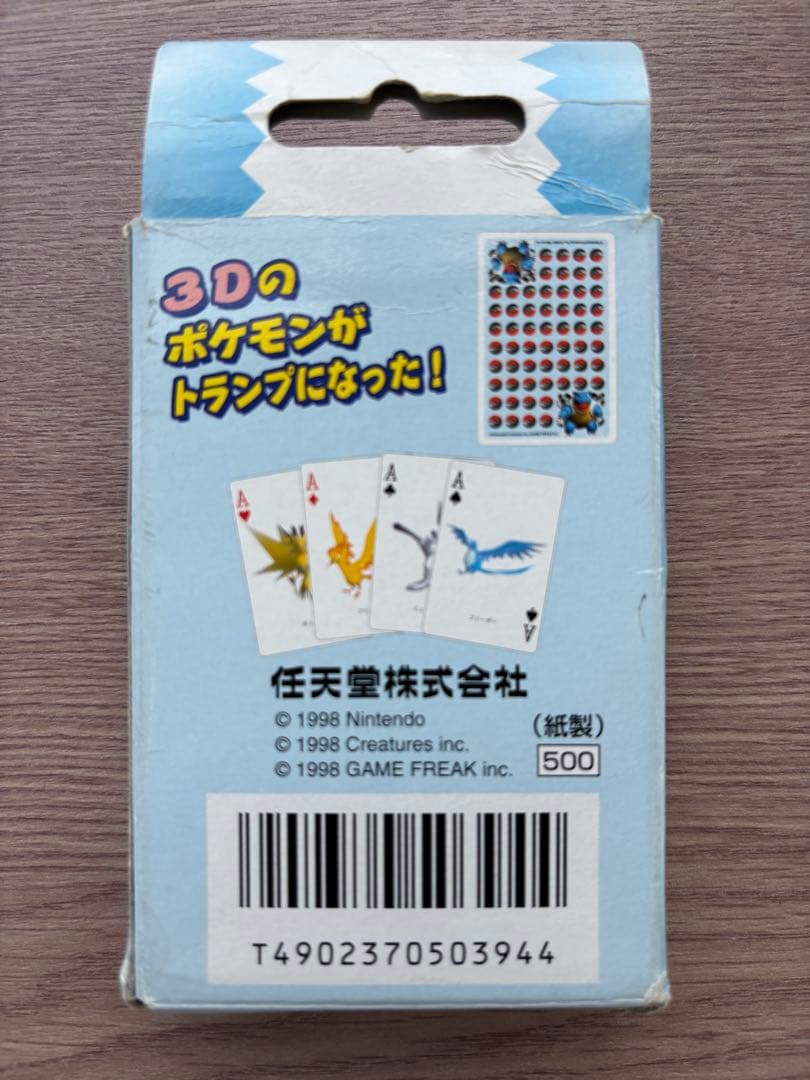 3Dの
ポケモンが
トランプになった!
A
A
A
A
A
任天堂株式会社
© 1998 Nintendo
© 1998 Creatures inc.
© 1998 GAME FREAK inc.
(紙製)
500
T4902370503944